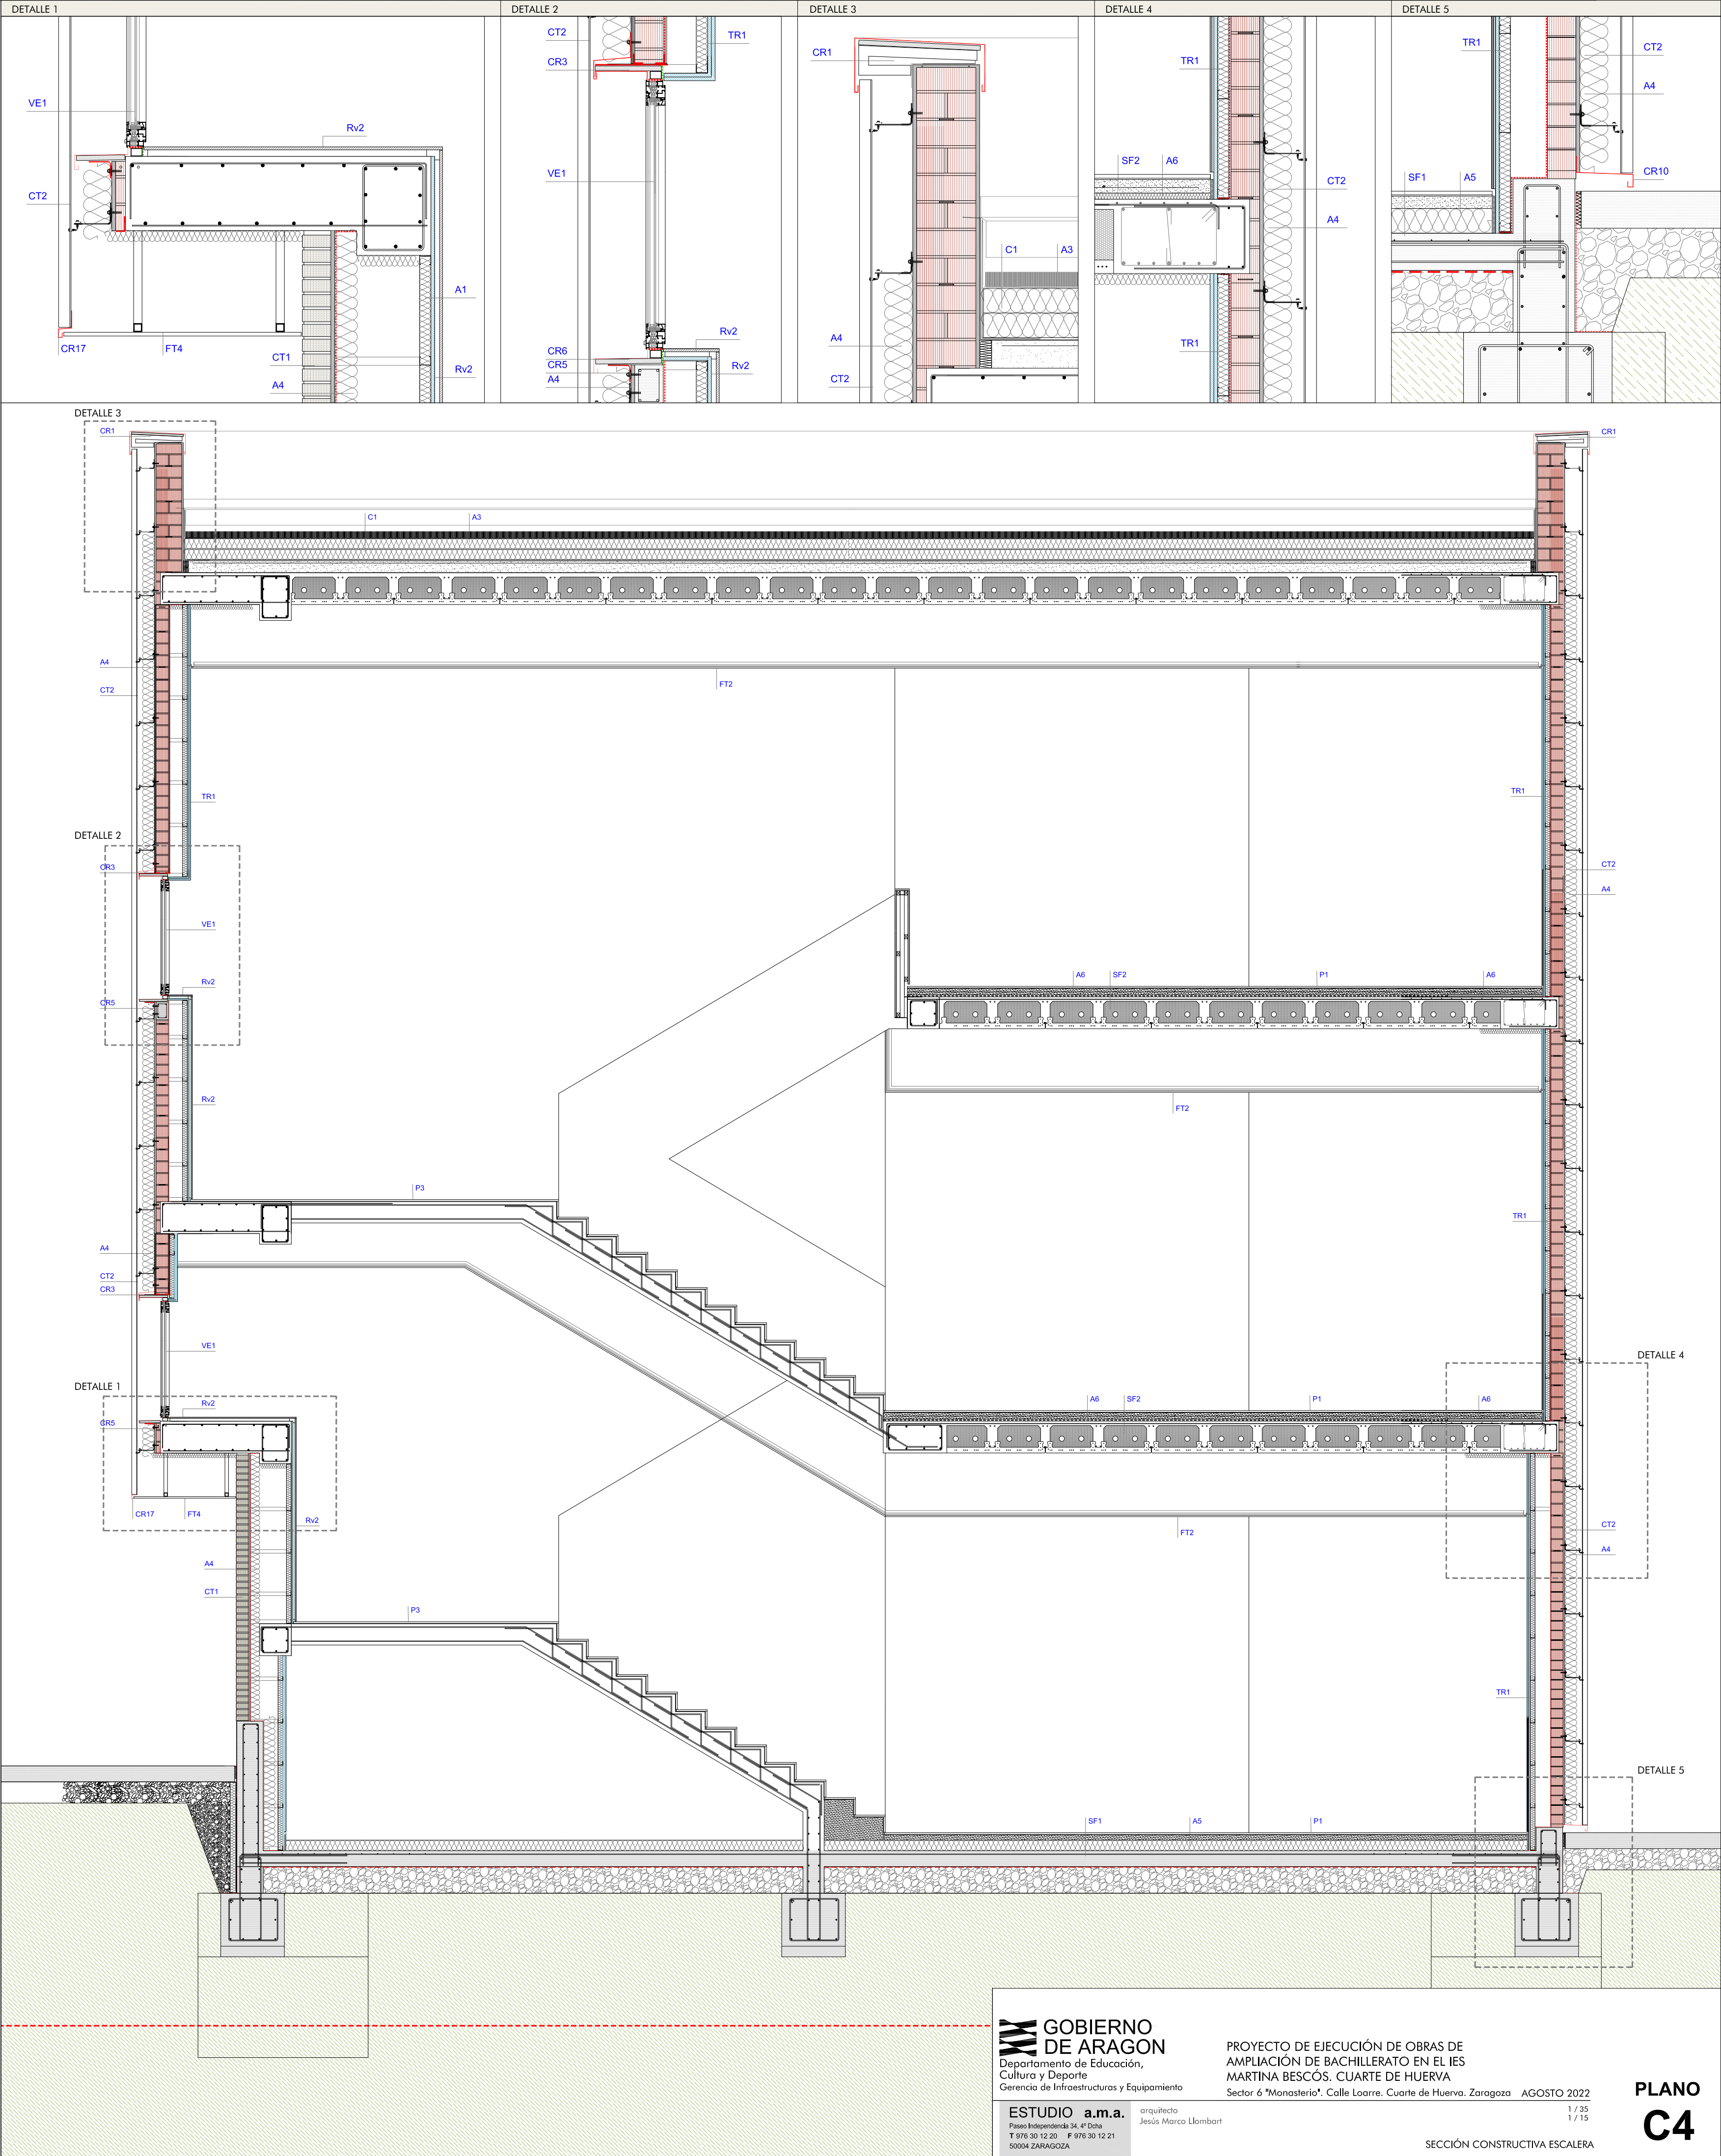 DETALLE 1
DETALLE 2
DETALLE 3
DETALLE 4
DETALLE 5
VE1
Rv2
CT2
A1
CR17
FT4
CT1
Rv2
A4
CT2
TR1
CR3
VE1
Rv2
CR6
CR5
Rv2
A4
CR1
C1
A3
A4
CT2
TR1
SF2
A6
CT2
A4
TR1
TR1
CT2
A4
SF1
A5
CR10
DETALLE 3
CR1
CR1
C1
A3
A4
FT2
CT2
TR1
TR1
DETALLE 2
CR3
CT2
A4
VE1
A6
SF2
P1
A6
Rv2
CR5
Rv2
FT2
P3
TR1
A4
CT2
CR3
VE1
DETALLE 4
DETALLE 1
Rv2
A6
SF2
P1
A6
CR5
CR17
FT4
Rv2
FT2
CT2
A4
A4
CT1
P3
TR1
DETALLE 5
SF1
A5
P1
GOBIERNO
DE ARAGON
Departamento de Educación,
Cultura y Deporte
Gerencia de Infraestructuras y Equipamiento
PROYECTO DE EJECUCIÓN DE OBRAS DE
AMPLIACIÓN DE BACHILLERATO EN EL IES
MARTINA BESCÓS. CUARTE DE HUERVA
Sector 6 "Monasterio". Calle Loarre. Cuarte de Huerva. Zaragoza AGOSTO 2022
ESTUDIO a.m.a.
Paseo Independencia 34, 4º Dcha
T 976 30 12 20 F 976 30 12 21
50004 ZARAGOZA
arquitecto
Jesús Marco Llombart
1 / 35
1 / 15
SECCIÓN CONSTRUCTIVA ESCALERA
PLANO
C4